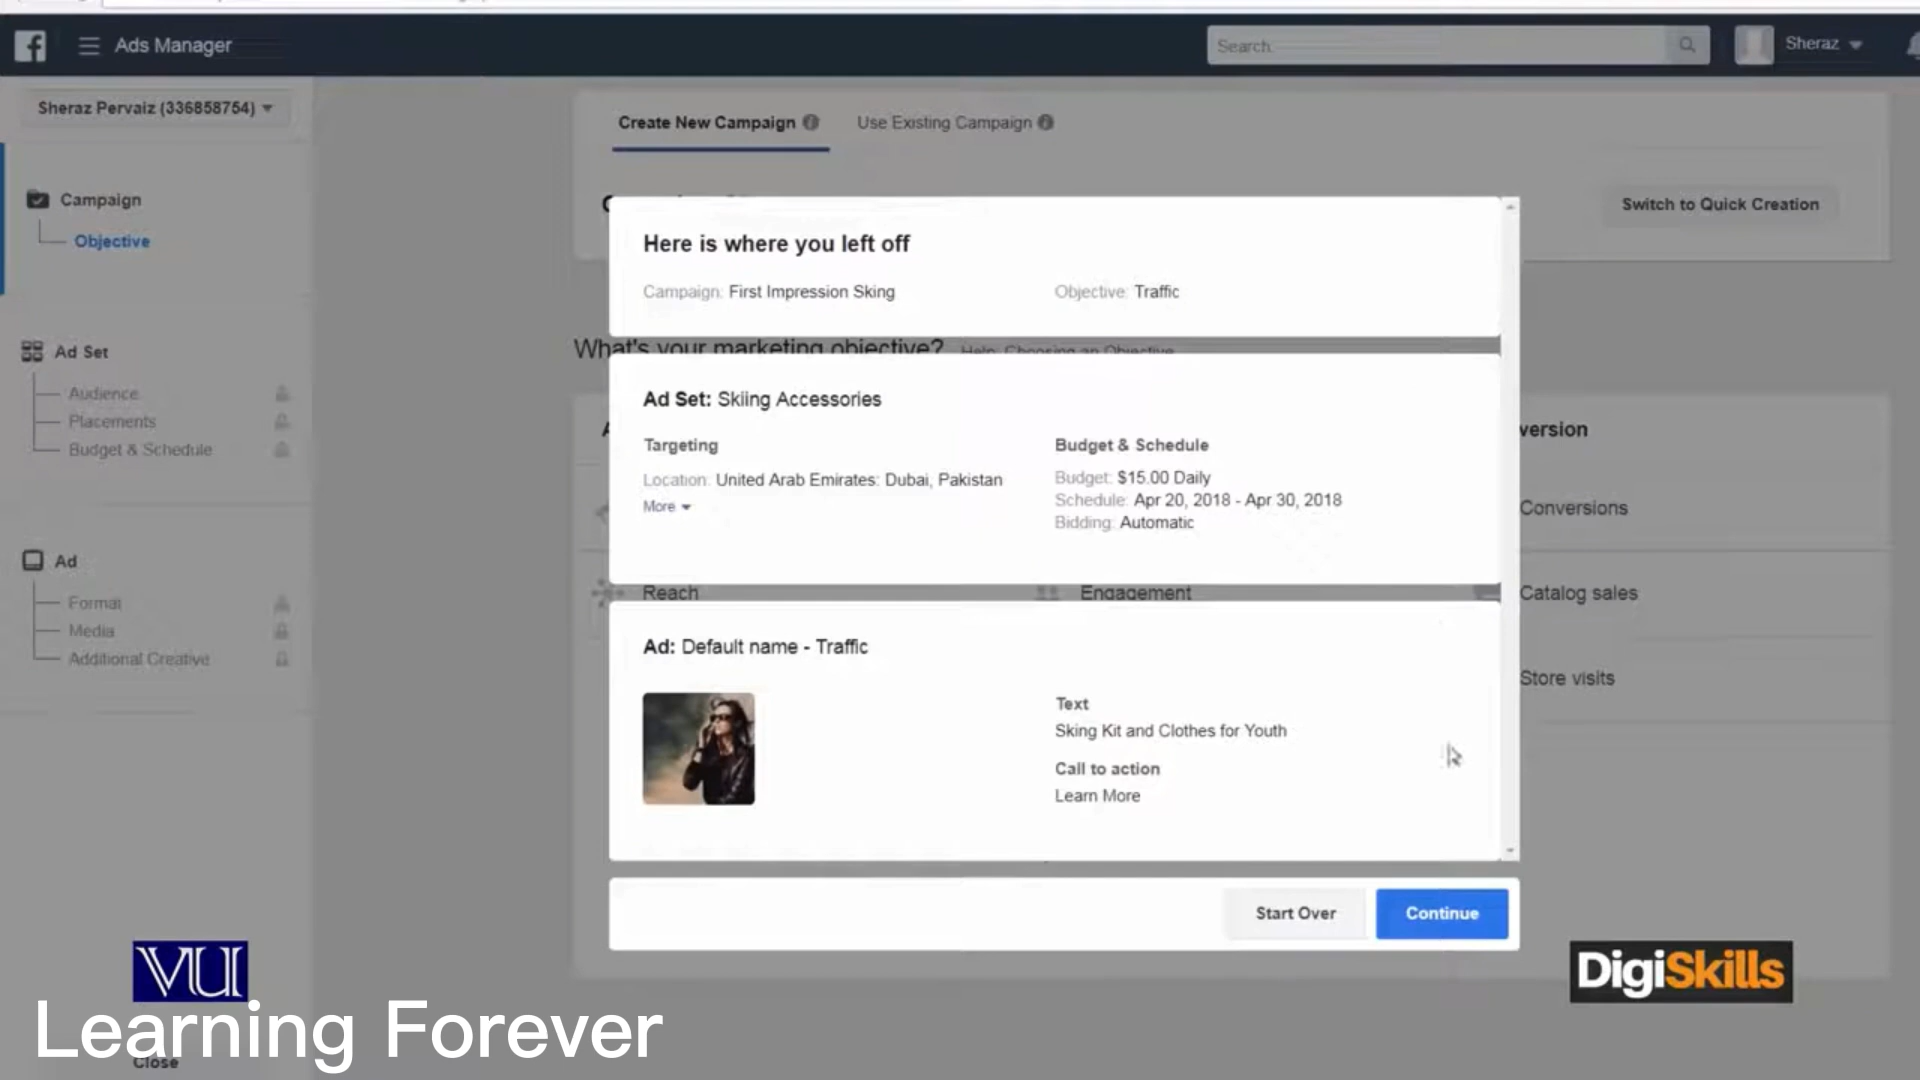 Ads Manager
Search
Sheraz
Sheraz Pervaiz (336858754)
Create New Campaign
Use Existing Campaign
Campaign
Objective
Switch to Quick Creation
Here is where you left off
Campaign: First Impression Sking
Objective: Traffic
What's your marketing objective? Help: Choosing an Objective
Ad Set
Audience
Placements
Budget & Schedule
Ad Set: Skiing Accessories
Targeting
Location: United Arab Emirates: Dubai, Pakistan
More
Budget & Schedule
Budget: $15.00 Daily
Schedule: Apr 20, 2018 - Apr 30, 2018
Bidding: Automatic
version
Conversions
Reach
Engagement
Catalog sales
Store visits
Ad
Format
Media
Additional Creative
Ad: Default name - Traffic
Text
Sking Kit and Clothes for Youth
Call to action
Learn More
Start Over
Continue
VU
DigiSkills
Learning Forever
Close